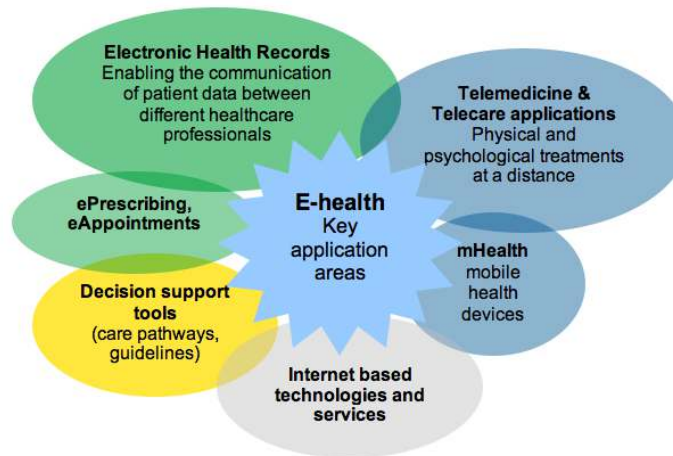 Electronic Health Records
Enabling the communication
of patient data between
different healthcare
professionals
Telemedicine &
Telecare applications
Physical and
psychological treatments
at a distance
ePrescribing,
eAppointments
E-health
Key
application
areas
mHealth
mobile
health
devices
Decision support
tools
(care pathways,
guidelines)
Internet based
technologies and
services